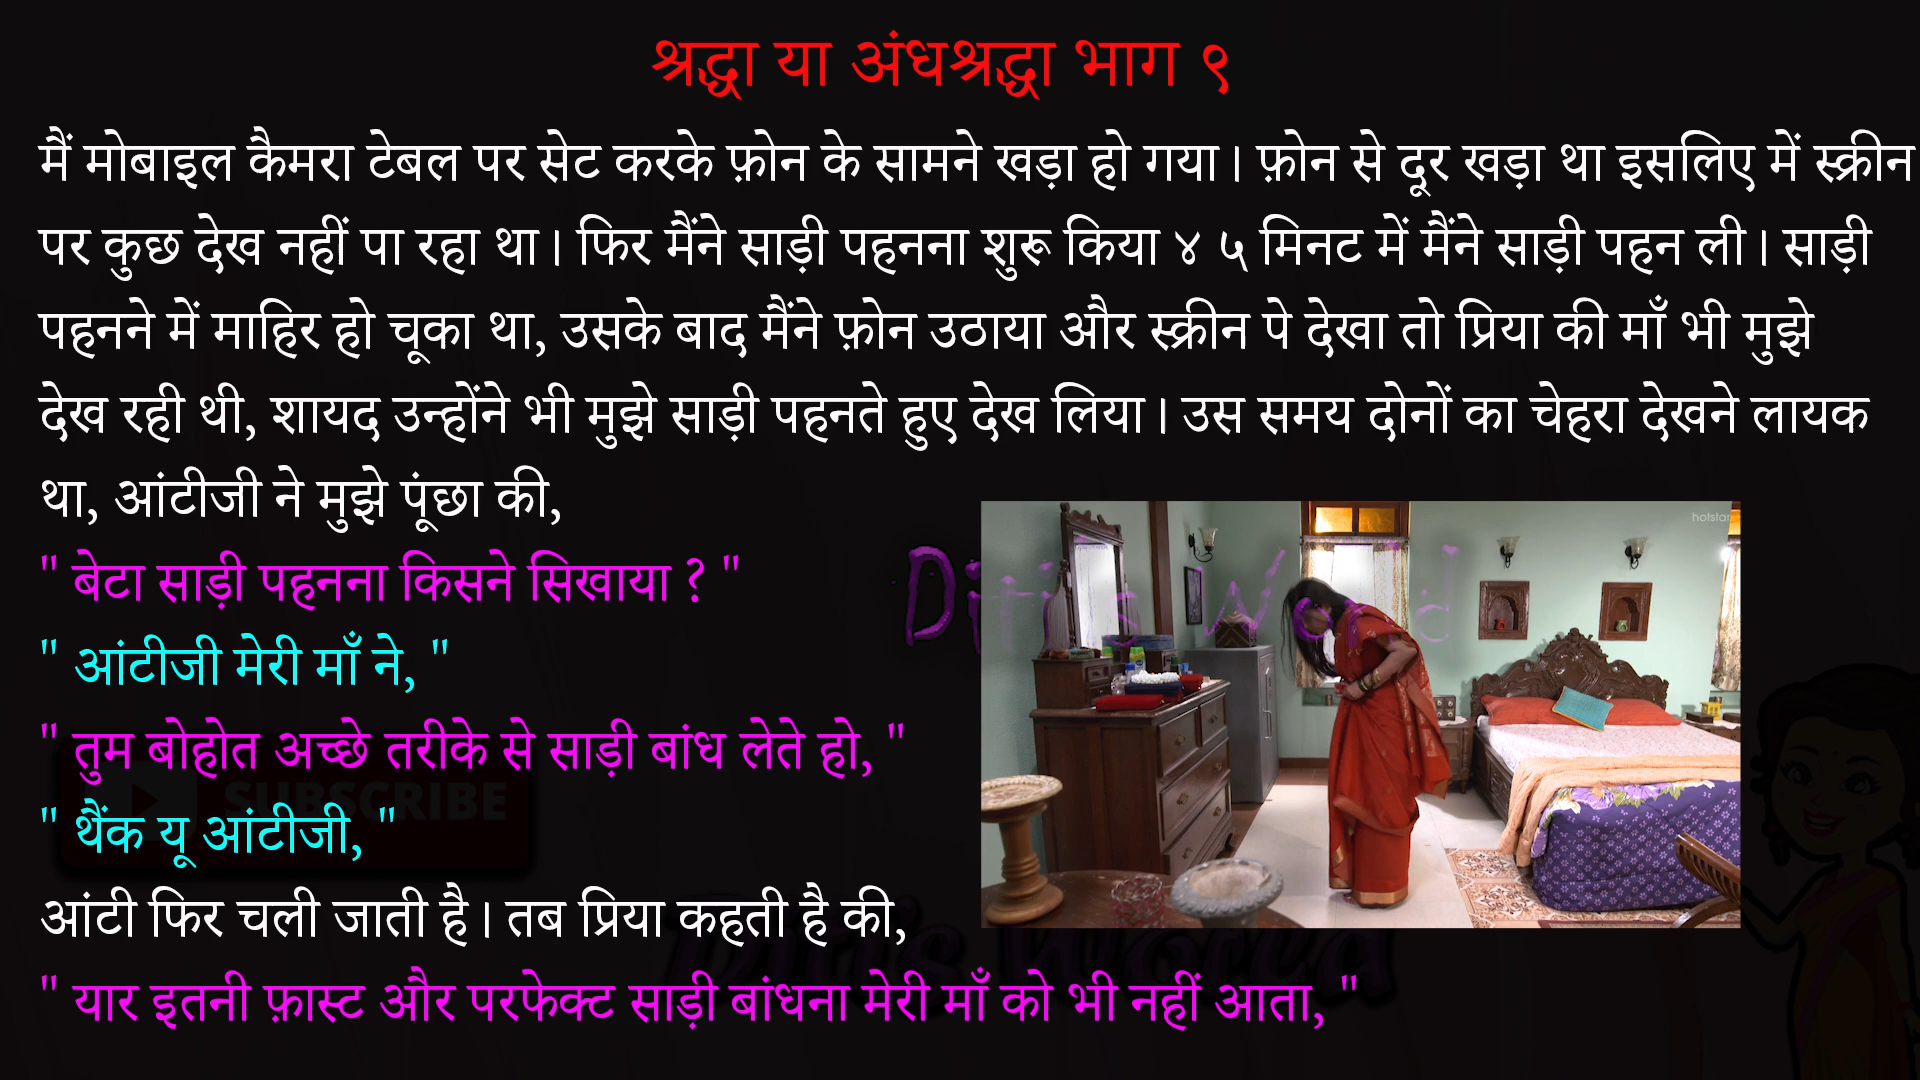 श्रद्धा या अंधश्रद्धा भाग ९
मैं मोबाइल कैमरा टेबल पर सेट करके फ़ोन के सामने खड़ा हो गया। फ़ोन से दूर खड़ा था इसलिए में स्क्रीन
पर कुछ देख नहीं पा रहा था। फिर मैंने साड़ी पहनना शुरू किया ४ ५ मिनट में मैंने साड़ी पहन ली। साड़ी
पहनने में माहिर हो चूका था, उसके बाद मैंने फ़ोन उठाया और स्क्रीन पे देखा तो प्रिया की माँ भी मुझे
देख रही थी, शायद उन्होंने भी मुझे साड़ी पहनते हुए देख लिया। उस समय दोनों का चेहरा देखने लायक
था, आंटीजी ने मुझे पूंछा की,
" बेटा साड़ी पहनना किसने सिखाया ? "
" आंटीजी मेरी माँ ने, "
" तुम बोहोत अच्छे तरीके से साड़ी बांध लेते हो, "
" थैंक यू आंटीजी, "
आंटी फिर चली जाती है। तब प्रिया कहती है की,
" यार इतनी फ़ास्ट और परफेक्ट साड़ी बांधना मेरी माँ को भी नहीं आता, "
hotstar
SUBSCRIBE